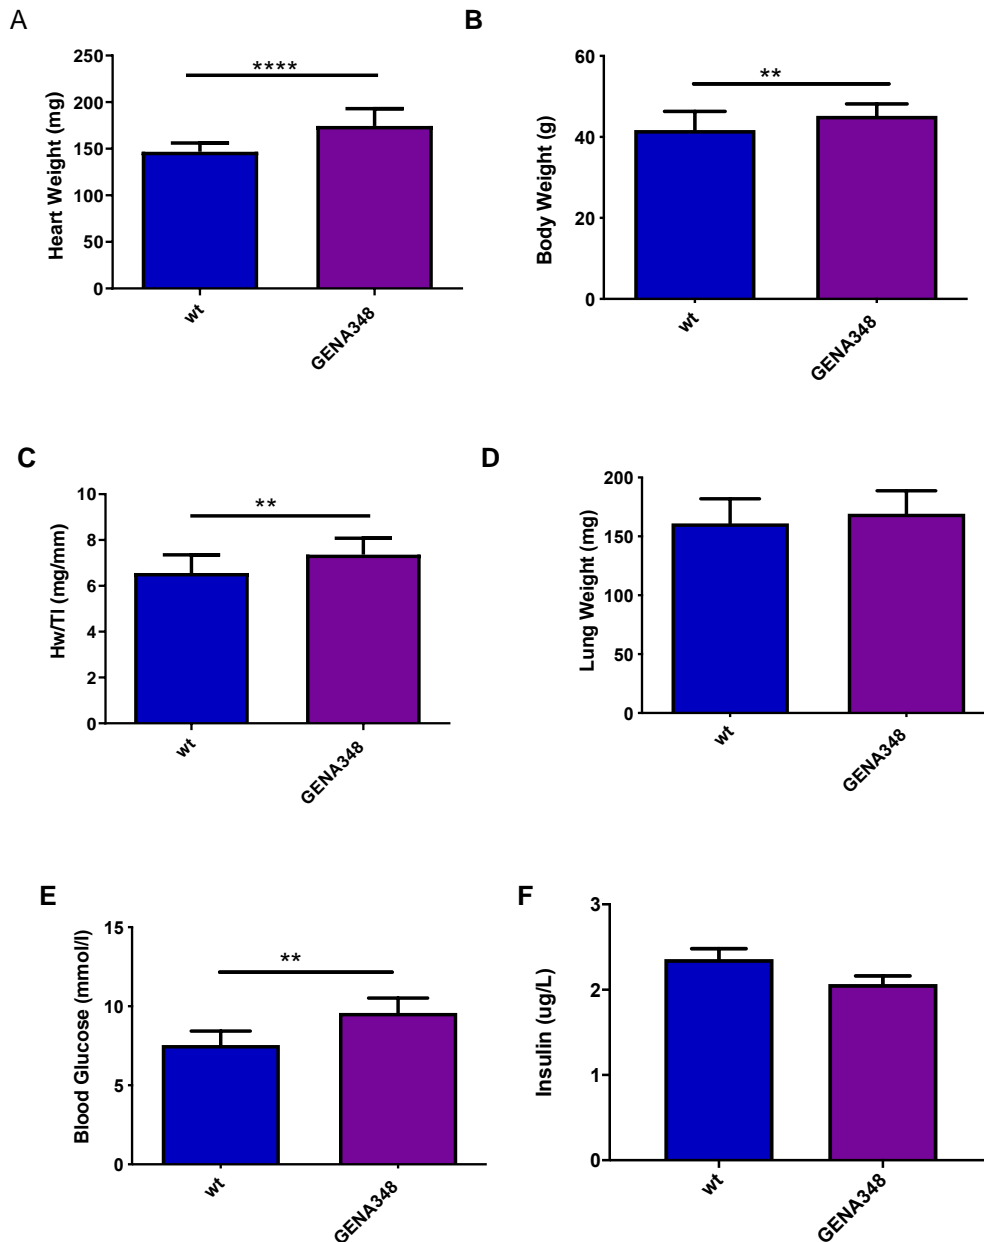 A
Heart Weight (mg)
250
200
150
100
50
0
****
wt
GENA348
B
Body Weight (g)
60
40
20
0
**
wt
GENA348
C
Hw/Tl (mg/mm)
10
8
6
4
2
0
**
wt
GENA348
D
Lung Weight (mg)
200
150
100
50
0
wt
GENA348
E
Blood Glucose (mmol/l)
15
10
5
0
**
wt
GENA348
F
Insulin (ug/L)
3
2
1
0
wt
GENA348